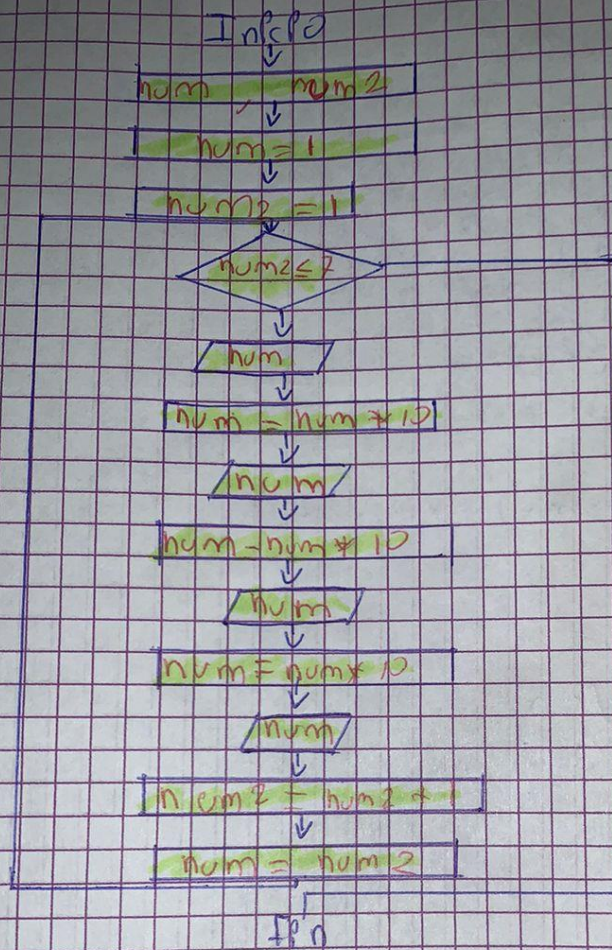 Inicio
num , num2
num = 1
num2 = 1
num2 ≤ 7
num
num = num * 10
num
num = num * 10
num
num = num * 10
num
num2 = num2 + 1
num = num2
Fin